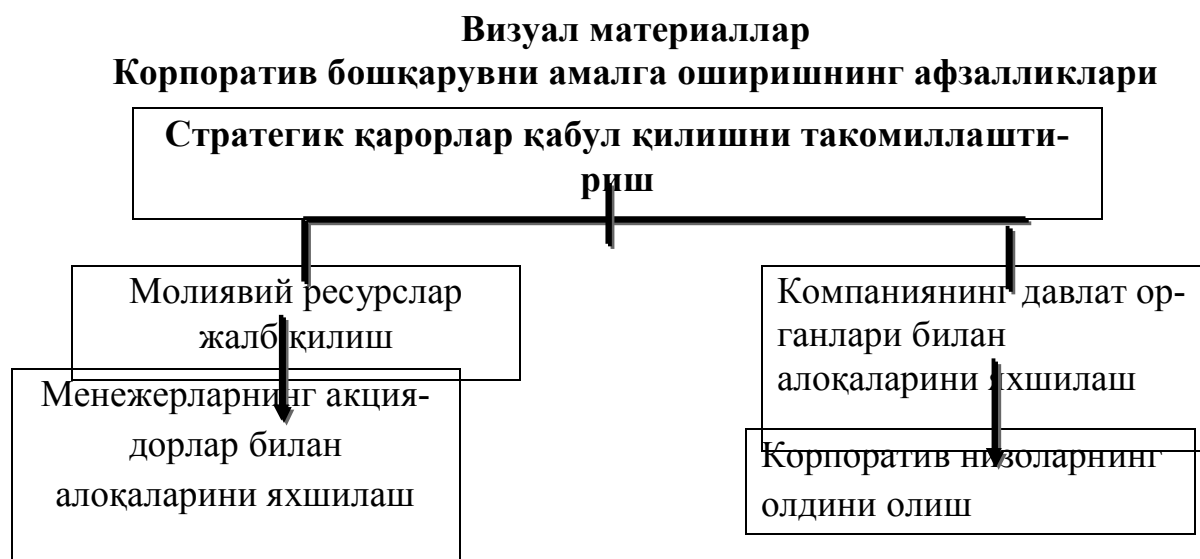 Визуал материаллар
Корпоратив бошқарувни амалга оширишнинг афзалликлари
Стратегик қарорлар қабул қилишни такомиллашти-
риш
Молиявий ресурслар
жалб қилиш
Менежерларнинг акция-
дорлар билан
алоқаларини яхшилаш
Компаниянинг давлат ор-
ганлари билан
алоқаларини яхшилаш
Корпоратив низоларнинг
олдини олиш